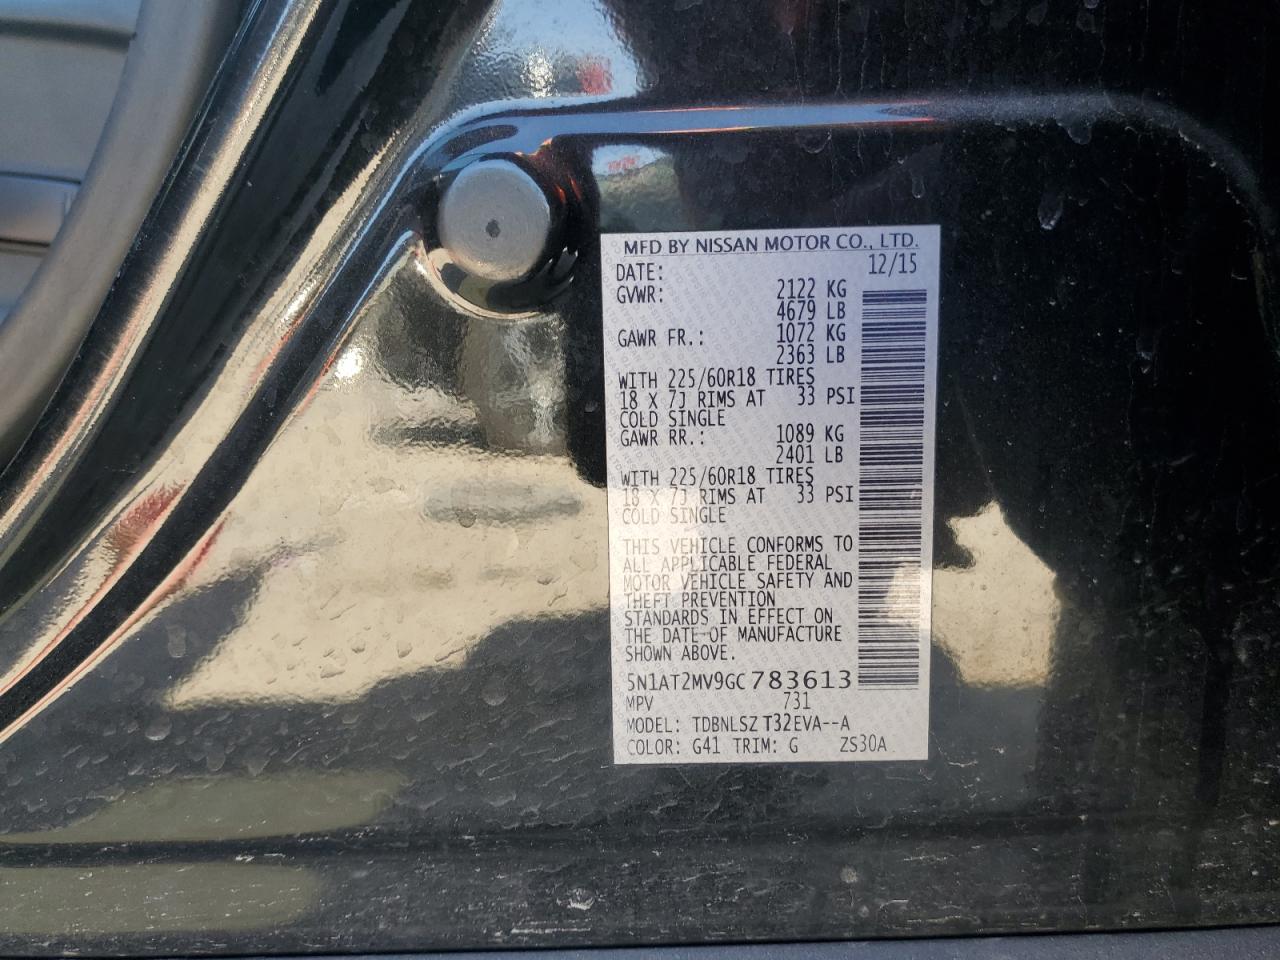 MFD BY NISSAN MOTOR CO., LTD.
DATE: 12/15
GVWR: 2122 KG
4679 LB
GAWR FR.: 1072 KG
2363 LB
WITH 225/60R18 TIRES
18 X 7J RIMS AT 33 PSI
COLD SINGLE
GAWR RR.: 1089 KG
2401 LB
WITH 225/60R18 TIRES
18 X 7J RIMS AT 33 PSI
COLD SINGLE
THIS VEHICLE CONFORMS TO
ALL APPLICABLE FEDERAL
MOTOR VEHICLE SAFETY AND
THEFT PREVENTION
STANDARDS IN EFFECT ON
THE DATE OF MANUFACTURE
SHOWN ABOVE.
5N1AT2MV9GC783613
MPV 731
MODEL: TDBNLSZ T32EVA--A
COLOR: G41 TRIM: G ZS30A